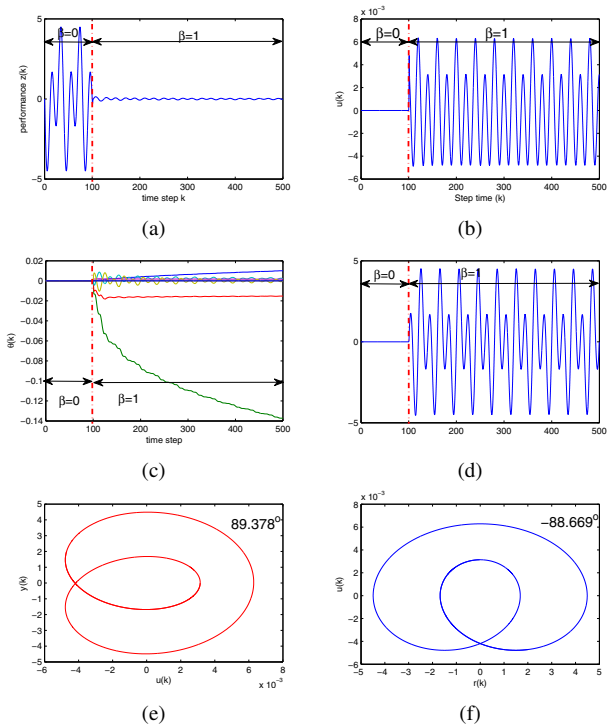 5
0
−5
performance z(k)
β=0
β=1
0 100 200 300 400 500
time step k
(a)
x 10⁻³
8
6
4
2
0
−2
−4
−6
u(k)
β=0
β=1
0 100 200 300 400 500
Step time (k)
(b)
0.02
0
−0.02
−0.04
−0.06
−0.08
−0.1
−0.12
−0.14
θ(k)
β=0
β=1
0 100 200 300 400 500
time step
(c)
5
0
−5
β=0
β=1
0 100 200 300 400 500
(d)
5
4
3
2
1
0
−1
−2
−3
−4
−5
y(k)
89.378°
−6 −4 −2 0 2 4 6 8
u(k)
x 10⁻³
(e)
x 10⁻³
8
6
4
2
0
−2
−4
−6
u(k)
−88.669°
−5 −4 −3 −2 −1 0 1 2 3 4 5
r(k)
(f)